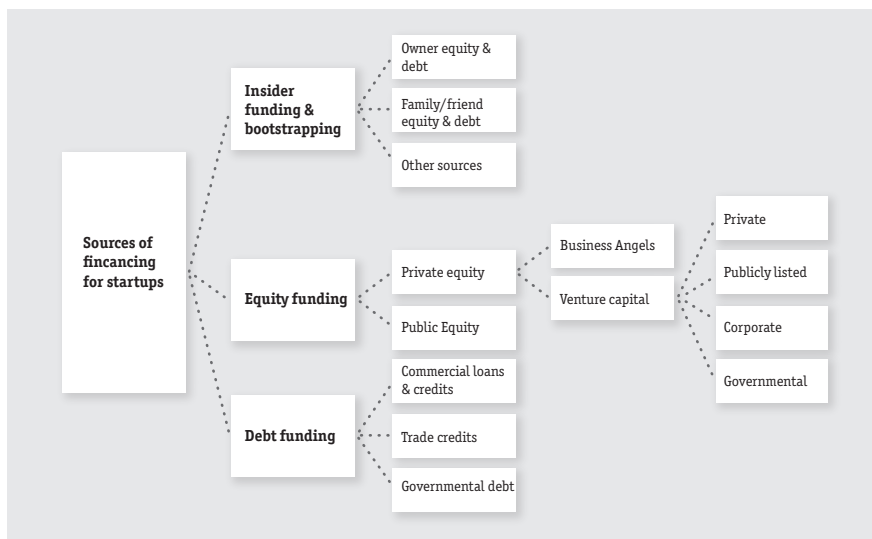 Sources of
fincancing
for startups
Insider
funding &
bootstrapping
Owner equity &
debt
Family/friend
equity & debt
Other sources
Equity funding
Private equity
Business Angels
Venture capital
Private
Publicly listed
Corporate
Governmental
Public Equity
Debt funding
Commercial loans
& credits
Trade credits
Governmental debt